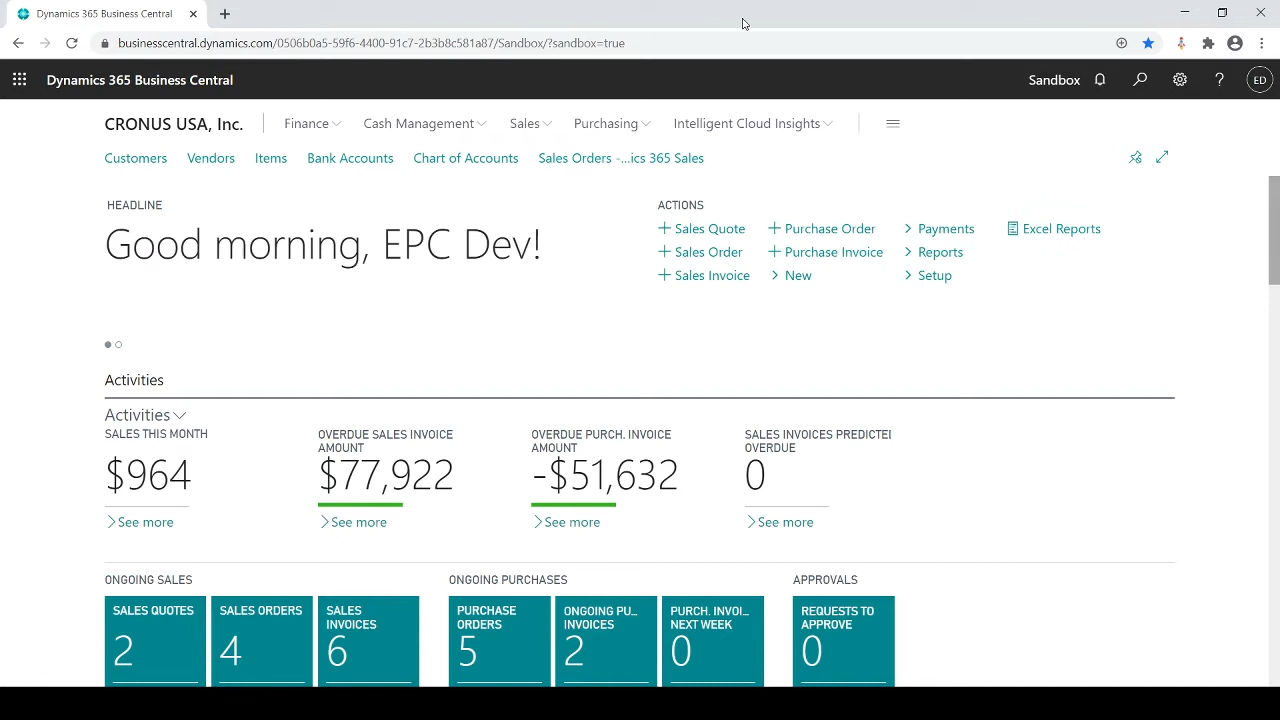 Dynamics 365 Business Central
businesscentral.dynamics.com/0506b0a5-59f6-4400-91c7-2b3b8c581a87/Sandbox/?sandbox=true
Dynamics 365 Business Central
Sandbox
ED
CRONUS USA, Inc.
Finance
Cash Management
Sales
Purchasing
Intelligent Cloud Insights
Customers
Vendors
Items
Bank Accounts
Chart of Accounts
Sales Orders -...ics 365 Sales
HEADLINE
Good morning, EPC Dev!
ACTIONS
+ Sales Quote
+ Sales Order
+ Sales Invoice
+ Purchase Order
+ Purchase Invoice
> New
> Payments
> Reports
> Setup
Excel Reports
Activities
Activities
SALES THIS MONTH
$964
> See more
OVERDUE SALES INVOICE
AMOUNT
$77,922
> See more
OVERDUE PURCH. INVOICE
AMOUNT
-$51,632
> See more
SALES INVOICES PREDICTEI
OVERDUE
0
> See more
ONGOING SALES
SALES QUOTES
2
SALES ORDERS
4
SALES
INVOICES
6
ONGOING PURCHASES
PURCHASE
ORDERS
5
ONGOING PU...
INVOICES
2
PURCH. INVOI...
NEXT WEEK
0
APPROVALS
REQUESTS TO
APPROVE
0